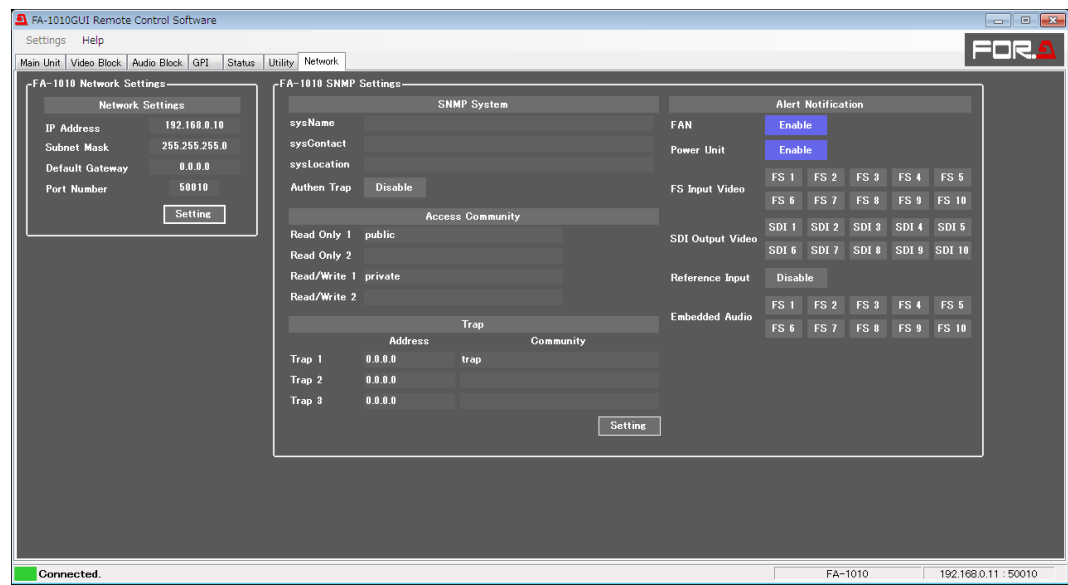 FA-1010GUI Remote Control Software
Settings Help
FOR.A
Main Unit Video Block Audio Block GPI Status Utility Network
FA-1010 Network Settings
Network Settings
IP Address 192.168.0.10
Subnet Mask 255.255.255.0
Default Gateway 0.0.0.0
Port Number 50010
Setting
FA-1010 SNMP Settings
SNMP System
sysName
sysContact
sysLocation
Authen Trap Disable
Access Community
Read Only 1 public
Read Only 2
Read/Write 1 private
Read/Write 2
Trap
Address Community
Trap 1 0.0.0.0 trap
Trap 2 0.0.0.0
Trap 3 0.0.0.0
Setting
Alert Notification
FAN Enable
Power Unit Enable
FS Input Video
FS 1 FS 2 FS 3 FS 4 FS 5
FS 6 FS 7 FS 8 FS 9 FS 10
SDI Output Video
SDI 1 SDI 2 SDI 3 SDI 4 SDI 5
SDI 6 SDI 7 SDI 8 SDI 9 SDI 10
Reference Input Disable
Embedded Audio
FS 1 FS 2 FS 3 FS 4 FS 5
FS 6 FS 7 FS 8 FS 9 FS 10
Connected. FA-1010 192.168.0.11 : 50010